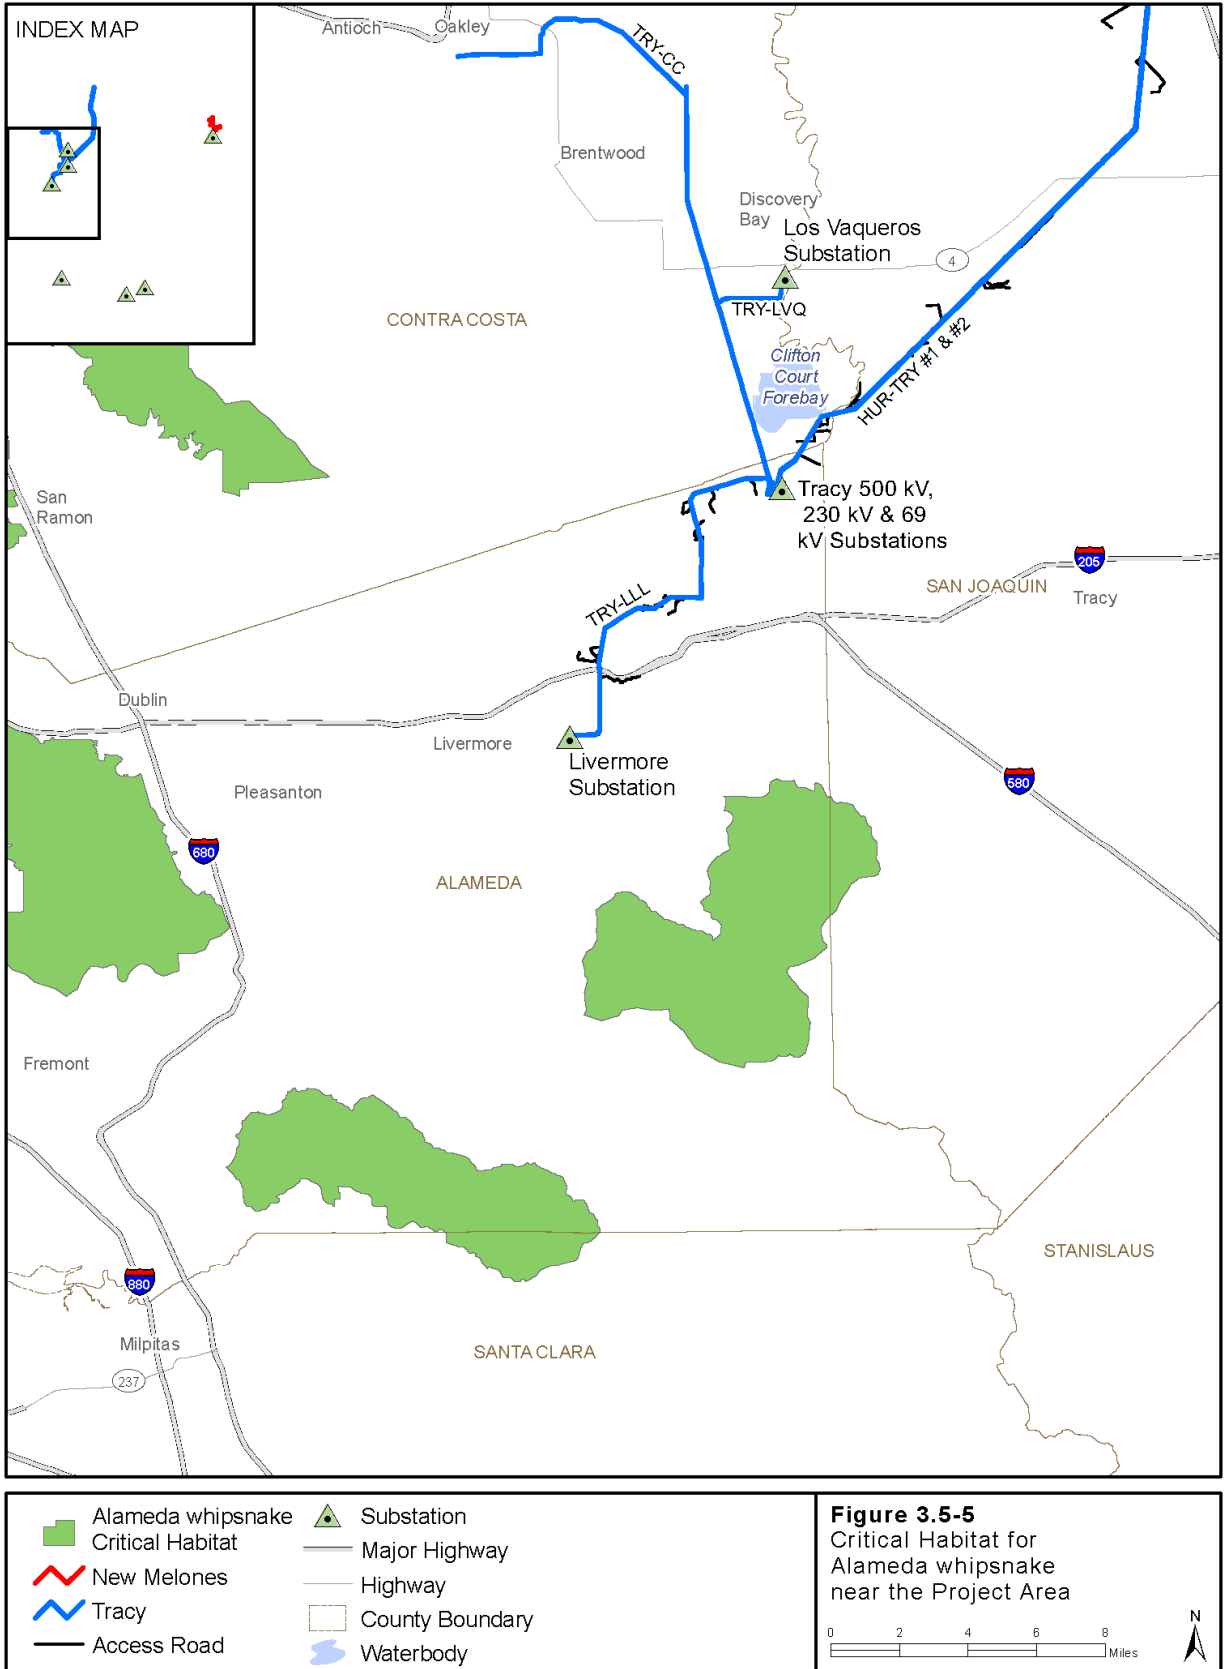 INDEX MAP
Antioch
Oakley
TRY-CC
Brentwood
Discovery
Bay
Los Vaqueros
Substation
4
TRY-LVQ
CONTRA COSTA
HUR-TRY #1 & #2
Clifton
Court
Forebay
San
Ramon
Tracy 500 kV,
230 kV & 69
kV Substations
205
SAN JOAQUIN
Tracy
TRY-LLL
Dublin
Livermore
Livermore
Substation
580
Pleasanton
680
ALAMEDA
Fremont
STANISLAUS
880
Milpitas
SANTA CLARA
237
Alameda whipsnake
Critical Habitat
New Melones
Tracy
Access Road
Substation
Major Highway
Highway
County Boundary
Waterbody
Figure 3.5-5
Critical Habitat for
Alameda whipsnake
near the Project Area
0 2 4 6 8
Miles
N